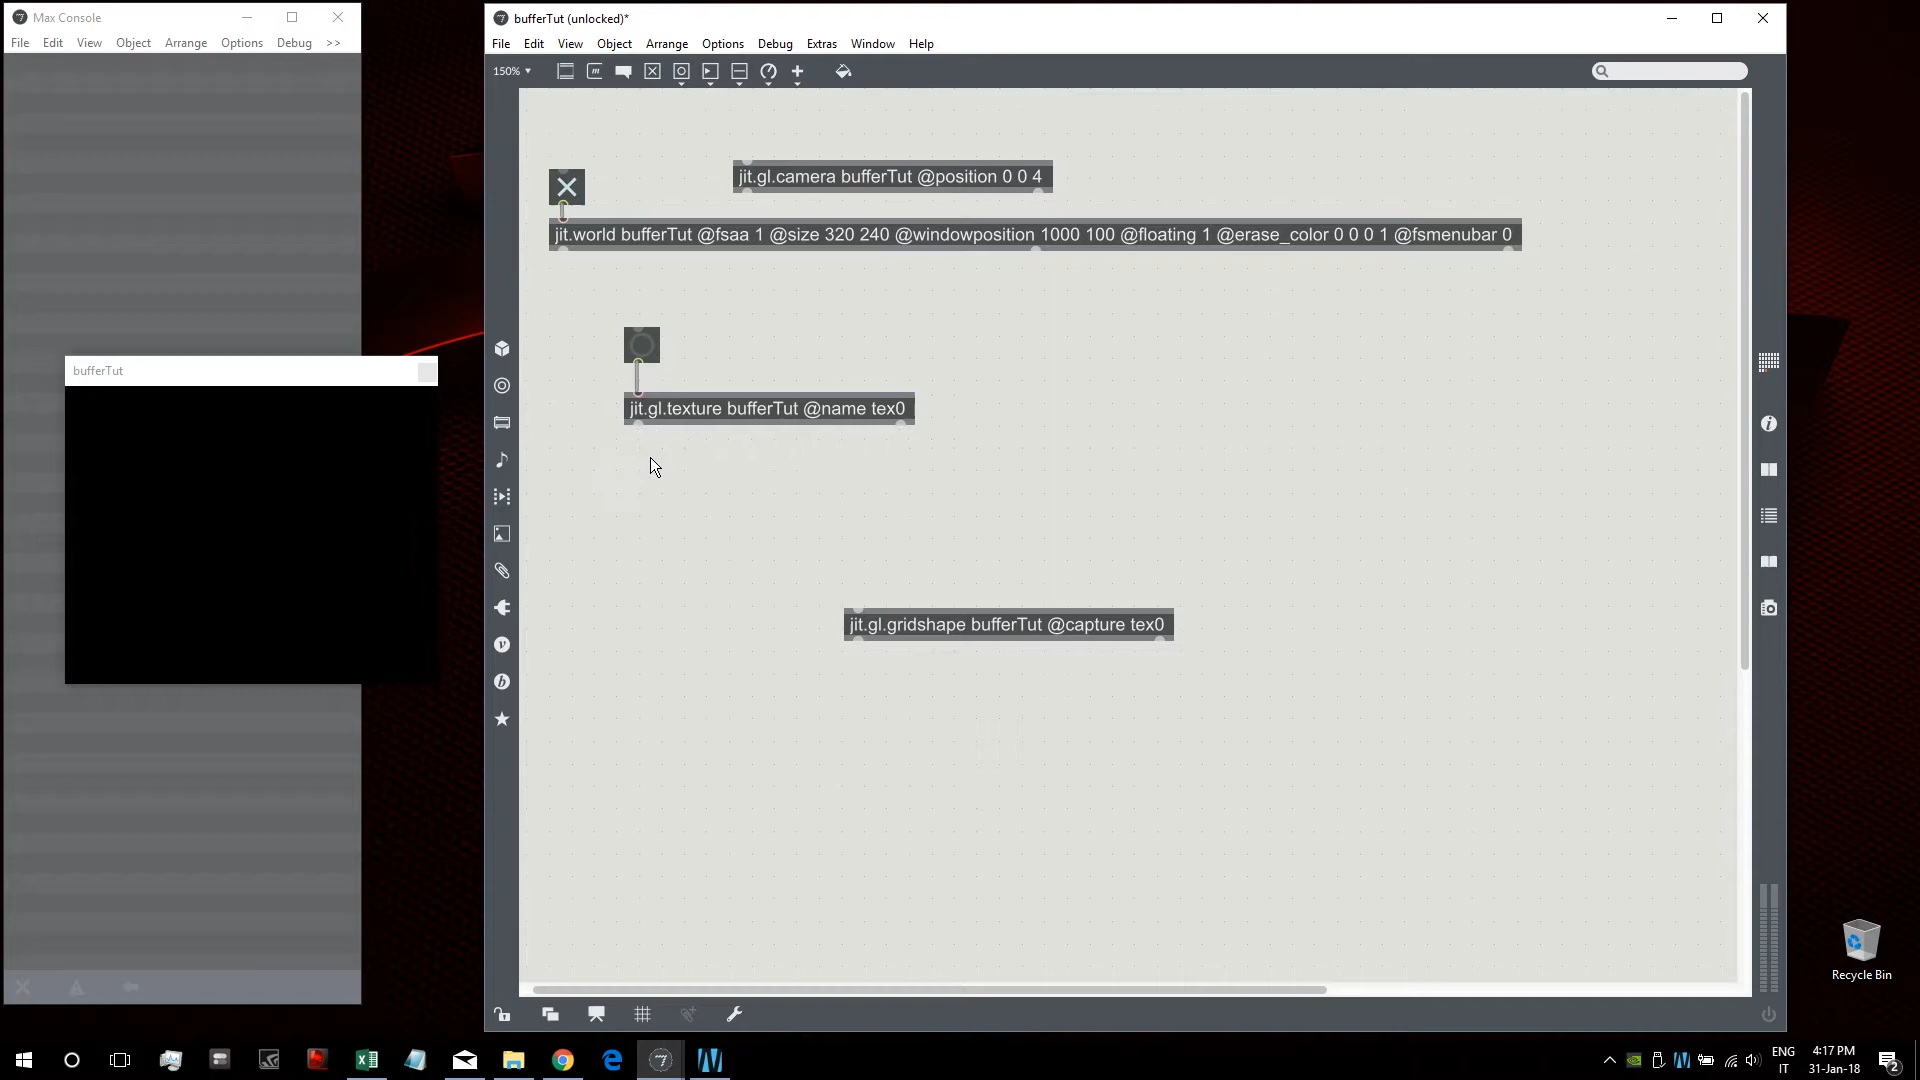 Max Console
File Edit View Object Arrange Options Debug >>
bufferTut (unlocked)*
File Edit View Object Arrange Options Debug Extras Window Help
150%
jit.gl.camera bufferTut @position 0 0 4
jit.world bufferTut @fsaa 1 @size 320 240 @windowposition 1000 100 @floating 1 @erase_color 0 0 0 1 @fsmenubar 0
bufferTut
jit.gl.texture bufferTut @name tex0
jit.gl.gridshape bufferTut @capture tex0
Recycle Bin
ENG
IT
4:17 PM
31-Jan-18
2